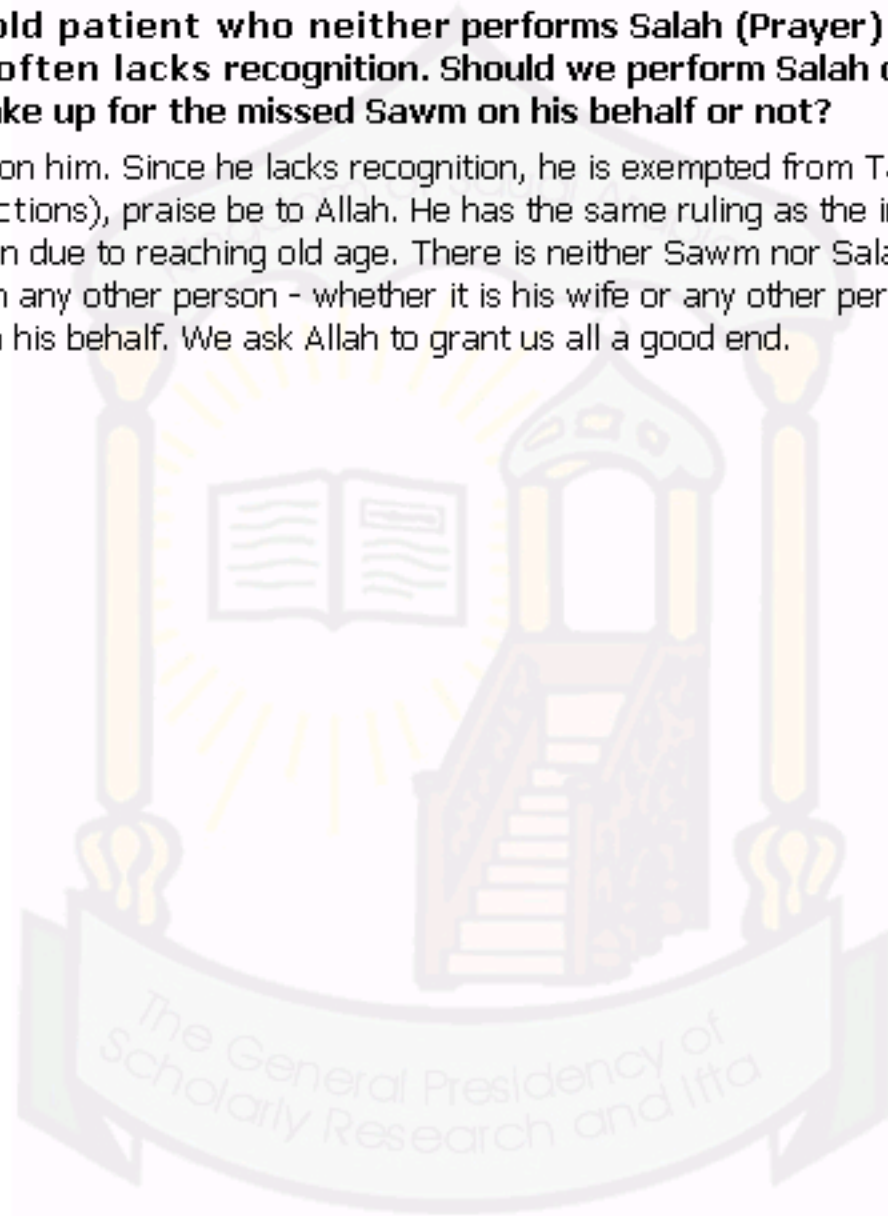 old patient who neither performs Salah (Prayer)
often lacks recognition. Should we perform Salah
up for the missed Sawm on his behalf or not?
on him. Since he lacks recognition, he is exempted from
praise be to Allah. He has the same ruling as the
due to reaching old age. There is neither Sawm nor
any other person - whether it is his wife or any other
his behalf. We ask Allah to grant us all a good end.
Kingdom of Saudi Arabia
The General Presidency of
Scholarly Research and Ifta